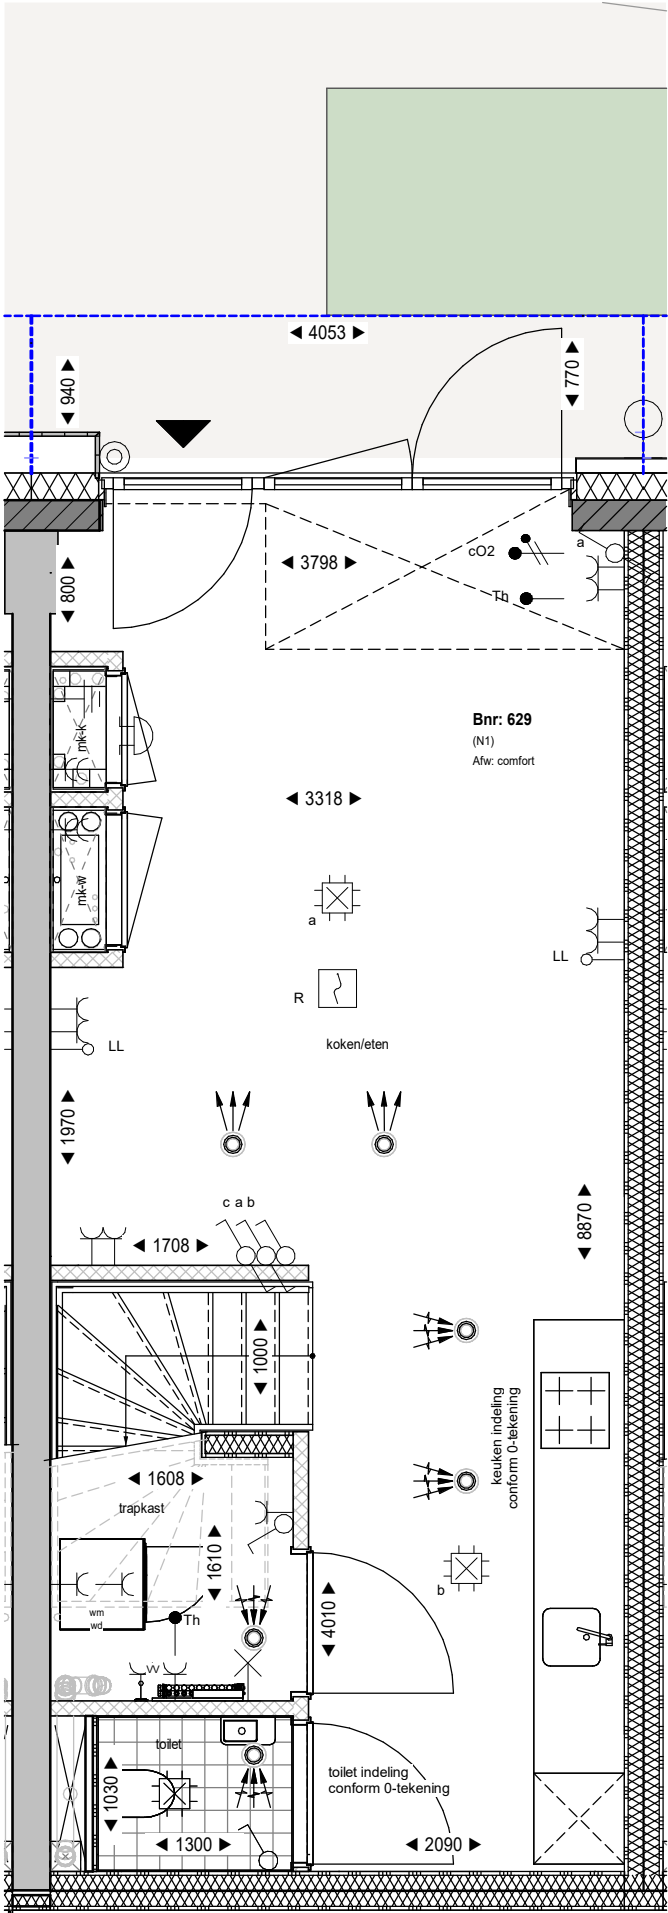 4053
940
770
3798
cO2
a
Th
800
Bnr: 629
(N1)
Afw: comfort
mk-k
3318
mk-w
a
LL
R
koken/eten
LL
1970
c a b
8870
1708
1000
keuken indeling
conform 0-tekening
1608
trapkast
1610
b
4010
wm
wd
Th
toilet
toilet indeling
conform 0-tekening
1030
1300
2090